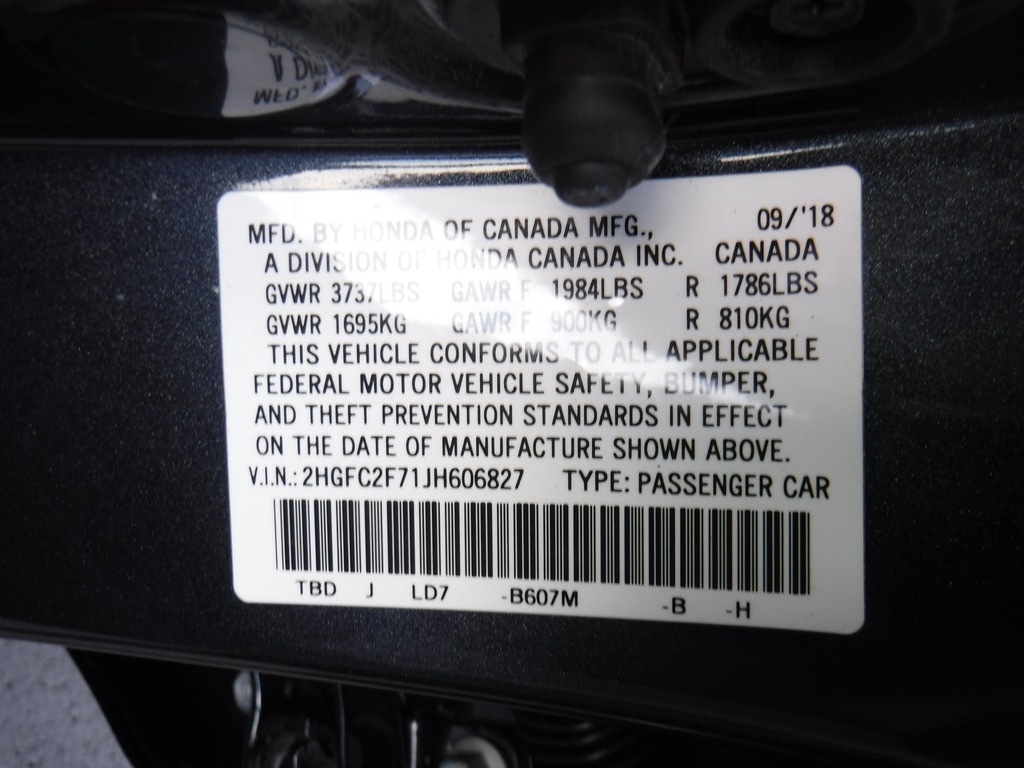 MFD. BY HONDA OF CANADA MFG., 09/'18
A DIVISION OF HONDA CANADA INC. CANADA
GVWR 3737LBS GAWR F 1984LBS R 1786LBS
GVWR 1695KG GAWR F 900KG R 810KG
THIS VEHICLE CONFORMS TO ALL APPLICABLE
FEDERAL MOTOR VEHICLE SAFETY, BUMPER,
AND THEFT PREVENTION STANDARDS IN EFFECT
ON THE DATE OF MANUFACTURE SHOWN ABOVE.
V.I.N.: 2HGFC2F71JH606827 TYPE: PASSENGER CAR
TBD J LD7 -B607M -B -H